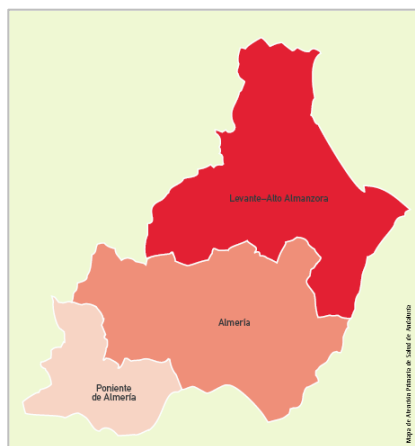 Levante–Alto Almanzora
Almería
Poniente
de Almería
Mapa de Atención Primaria de Salud de Andalucía